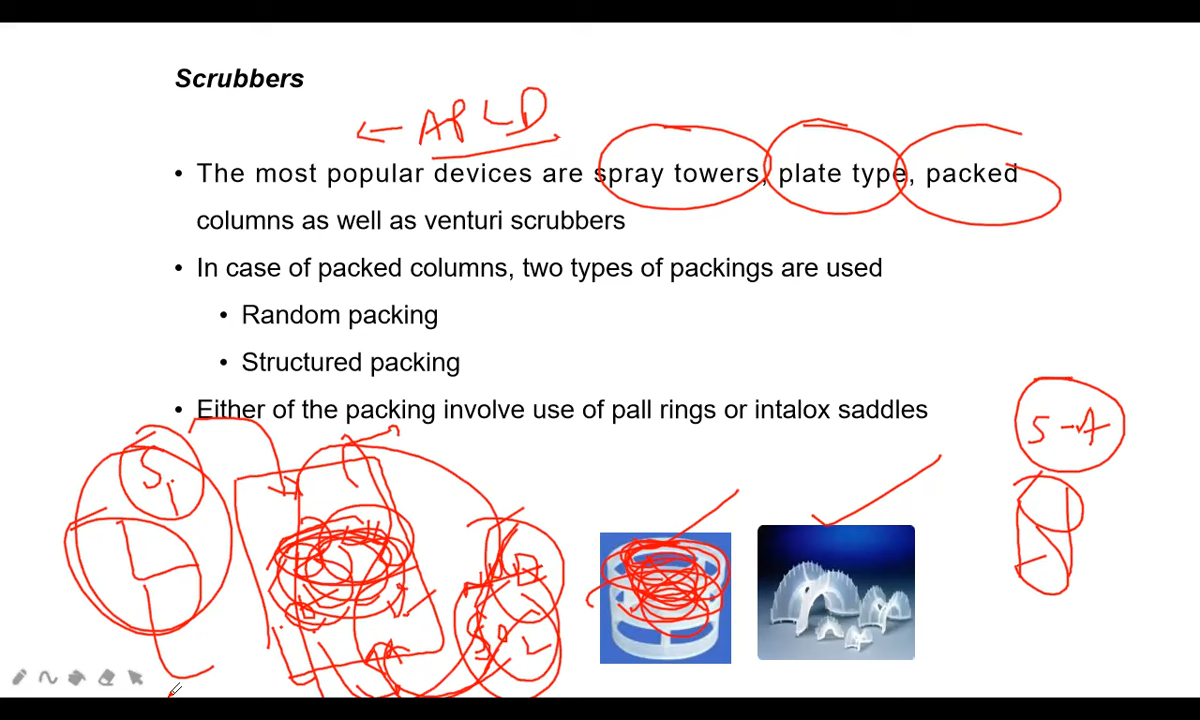 Scrubbers
← APLD
• The most popular devices are spray towers, plate type, packed
columns as well as venturi scrubbers
• In case of packed columns, two types of packings are used
• Random packing
• Structured packing
• Either of the packing involve use of pall rings or intalox saddles
S-A
Si
L